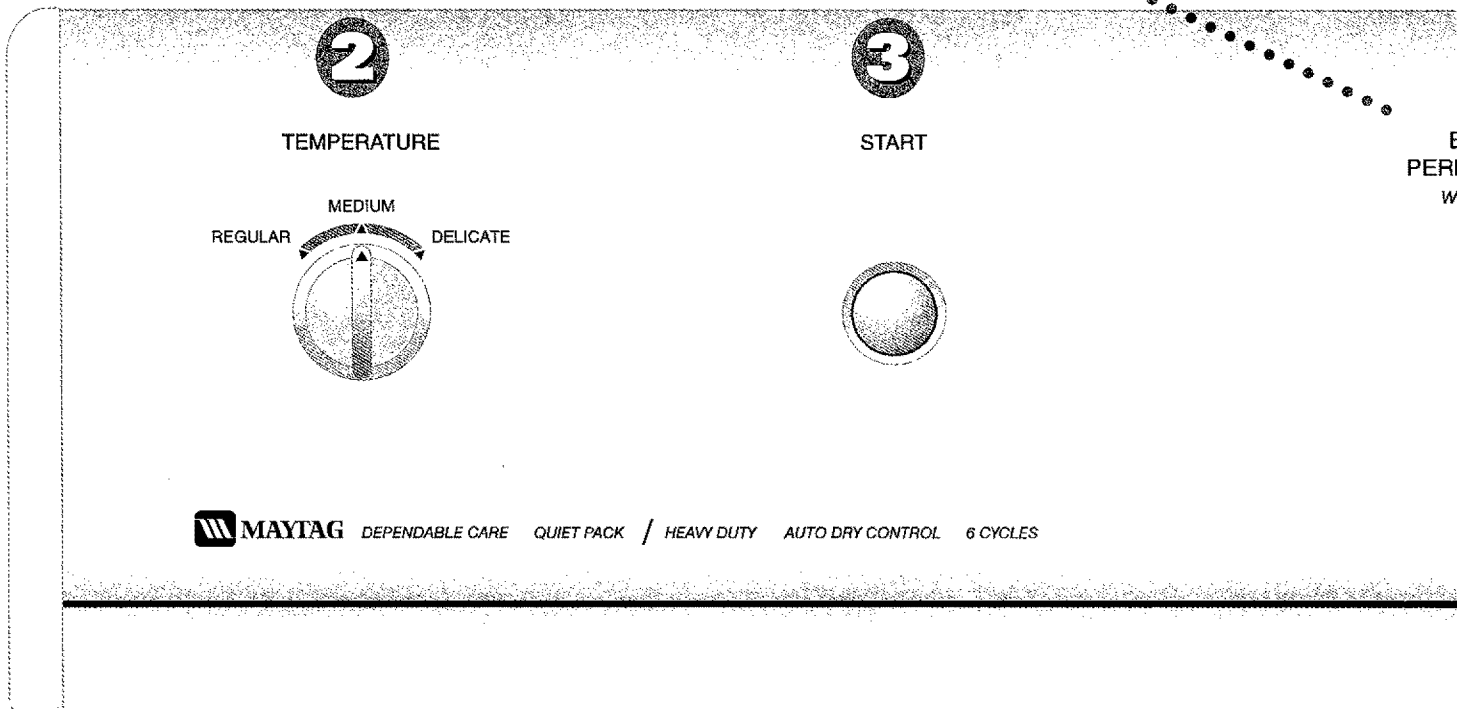 2
TEMPERATURE
MEDIUM
REGULAR
DELICATE
3
START
MAYTAG DEPENDABLE CARE QUIET PACK / HEAVY DUTY AUTO DRY CONTROL 6 CYCLES